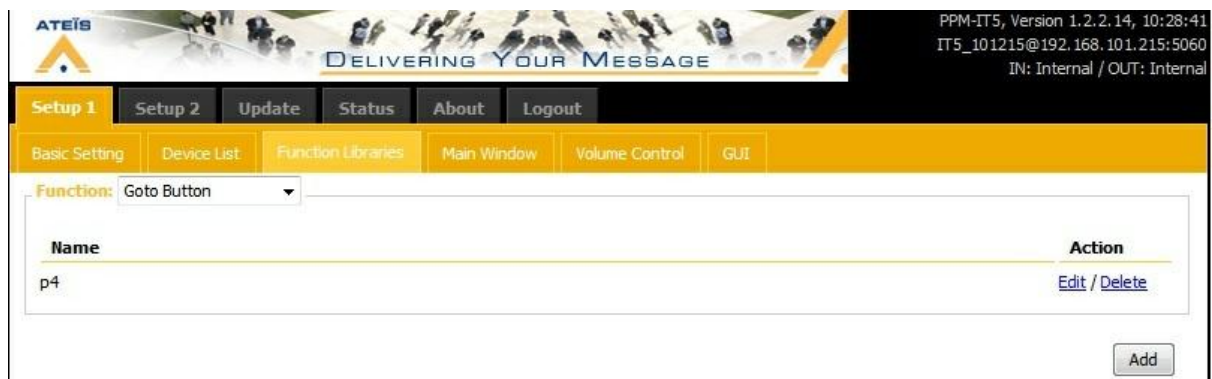 ATEÏS
DELIVERING YOUR MESSAGE
PPM-IT5, Version 1.2.2.14, 10:28:41
IT5_101215@192.168.101.215:5060
IN: Internal / OUT: Internal
Setup 1 Setup 2 Update Status About Logout
Basic Setting Device List Function Libraries Main Window Volume Control GUI
Function: Goto Button
Name Action
p4 Edit / Delete
Add